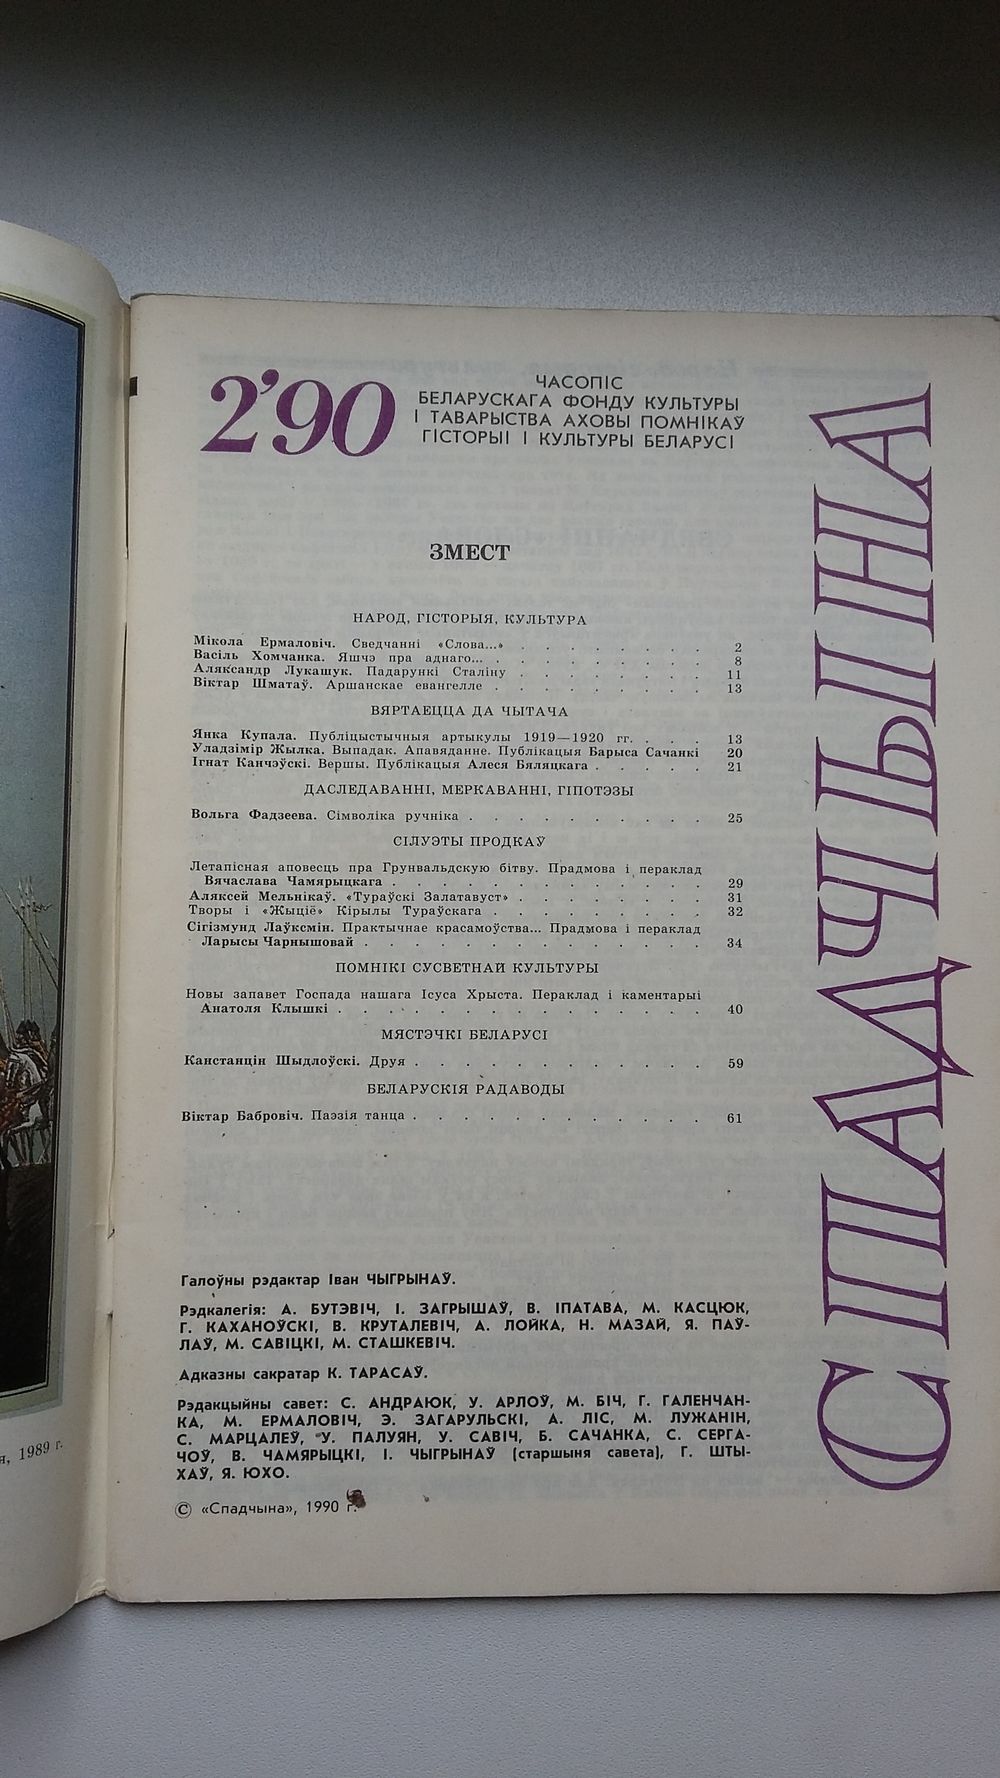 2'90
ЧАСОПІС
БЕЛАРУСКАГА ФОНДУ КУЛЬТУРЫ
І ТАВАРЫСТВА АХОВЫ ПОМНІКАЎ
ГІСТОРЫІ І КУЛЬТУРЫ БЕЛАРУСІ
СПАДЧЫНА
ЗМЕСТ
НАРОД, ГІСТОРЫЯ, КУЛЬТУРА
Мікола Ермаловіч. Сведчанні «Слова...» . . . . . . . . 2
Васіль Хомчанка. Яшчэ пра аднаго... . . . . . . . . . 8
Аляксандр Лукашук. Падарункі Сталіну . . . . . . . . 11
Віктар Шматаў. Аршанскае евангелле . . . . . . . . . 13
ВЯРТАЕЦЦА ДА ЧЫТАЧА
Янка Купала. Публіцыстычныя артыкулы 1919—1920 гг. . . . 13
Уладзімір Жылка. Выпадак. Апавяданне. Публікацыя Барыса Сачанкі 20
Ігнат Канчэўскі. Вершы. Публікацыя Алеся Бяляцкага . . . . . 21
ДАСЛЕДАВАННІ, МЕРКАВАННІ, ГІПОТЭЗЫ
Вольга Фадзеева. Сімволіка ручніка . . . . . . . . . . 25
СІЛУЭТЫ ПРОДКАЎ
Летапісная аповесць пра Грунвальдскую бітву. Прадмова і пераклад
Вячаслава Чамярыцкага . . . . . . . . . . . . . 29
Аляксей Мельнікаў. «Тураўскі Залатавуст» . . . . . . . . 31
Творы і «Жыціё» Кірылы Тураўскага . . . . . . . . . 32
Сігізмунд Лаўксмін. Практычнае красамоўства... Прадмова і пераклад
Ларысы Чарнышовай . . . . . . . . . . . . . . 34
ПОМНІКІ СУСВЕТНАЙ КУЛЬТУРЫ
Новы запавет Госпада нашага Ісуса Хрыста. Пераклад і каментарыі
Анатоля Клышкі . . . . . . . . . . . . . . . 40
МЯСТЭЧКІ БЕЛАРУСІ
Канстанцін Шыдлоўскі. Друя . . . . . . . . . . . . 59
БЕЛАРУСКІЯ РАДАВОДЫ
Віктар Бабровіч. Паэзія танца . . . . . . . . . . . . 61
Галоўны рэдактар Іван ЧЫГРЫНАЎ.
Рэдкалегія: А. БУТЭВІЧ, І. ЗАГРЫШАЎ, В. ІПАТАВА, М. КАСЦЮК,
Г. КАХАНОЎСКІ, В. КРУТАЛЕВІЧ, А. ЛОЙКА, Н. МАЗАЙ, Я. ПАЎ-
ЛАЎ, М. САВІЦКІ, М. СТАШКЕВІЧ.
Адказны сакратар К. ТАРАСАЎ.
Рэдакцыйны савет: С. АНДРАЮК, У. АРЛОЎ, М. БІЧ, Г. ГАЛЕНЧАН-
КА, М. ЕРМАЛОВІЧ, Э. ЗАГАРУЛЬСКІ, А. ЛІС, М. ЛУЖАНІН,
С. МАРЦАЛЕЎ, У. ПАЛУЯН, У. САВІЧ, Б. САЧАНКА, С. СЕРГА-
ЧОЎ, В. ЧАМЯРЫЦКІ, І. ЧЫГРЫНАЎ (старшыня савета), Г. ШТЫ-
ХАЎ, Я. ЮХО.
© «Спадчына», 1990 г.
1989 г.